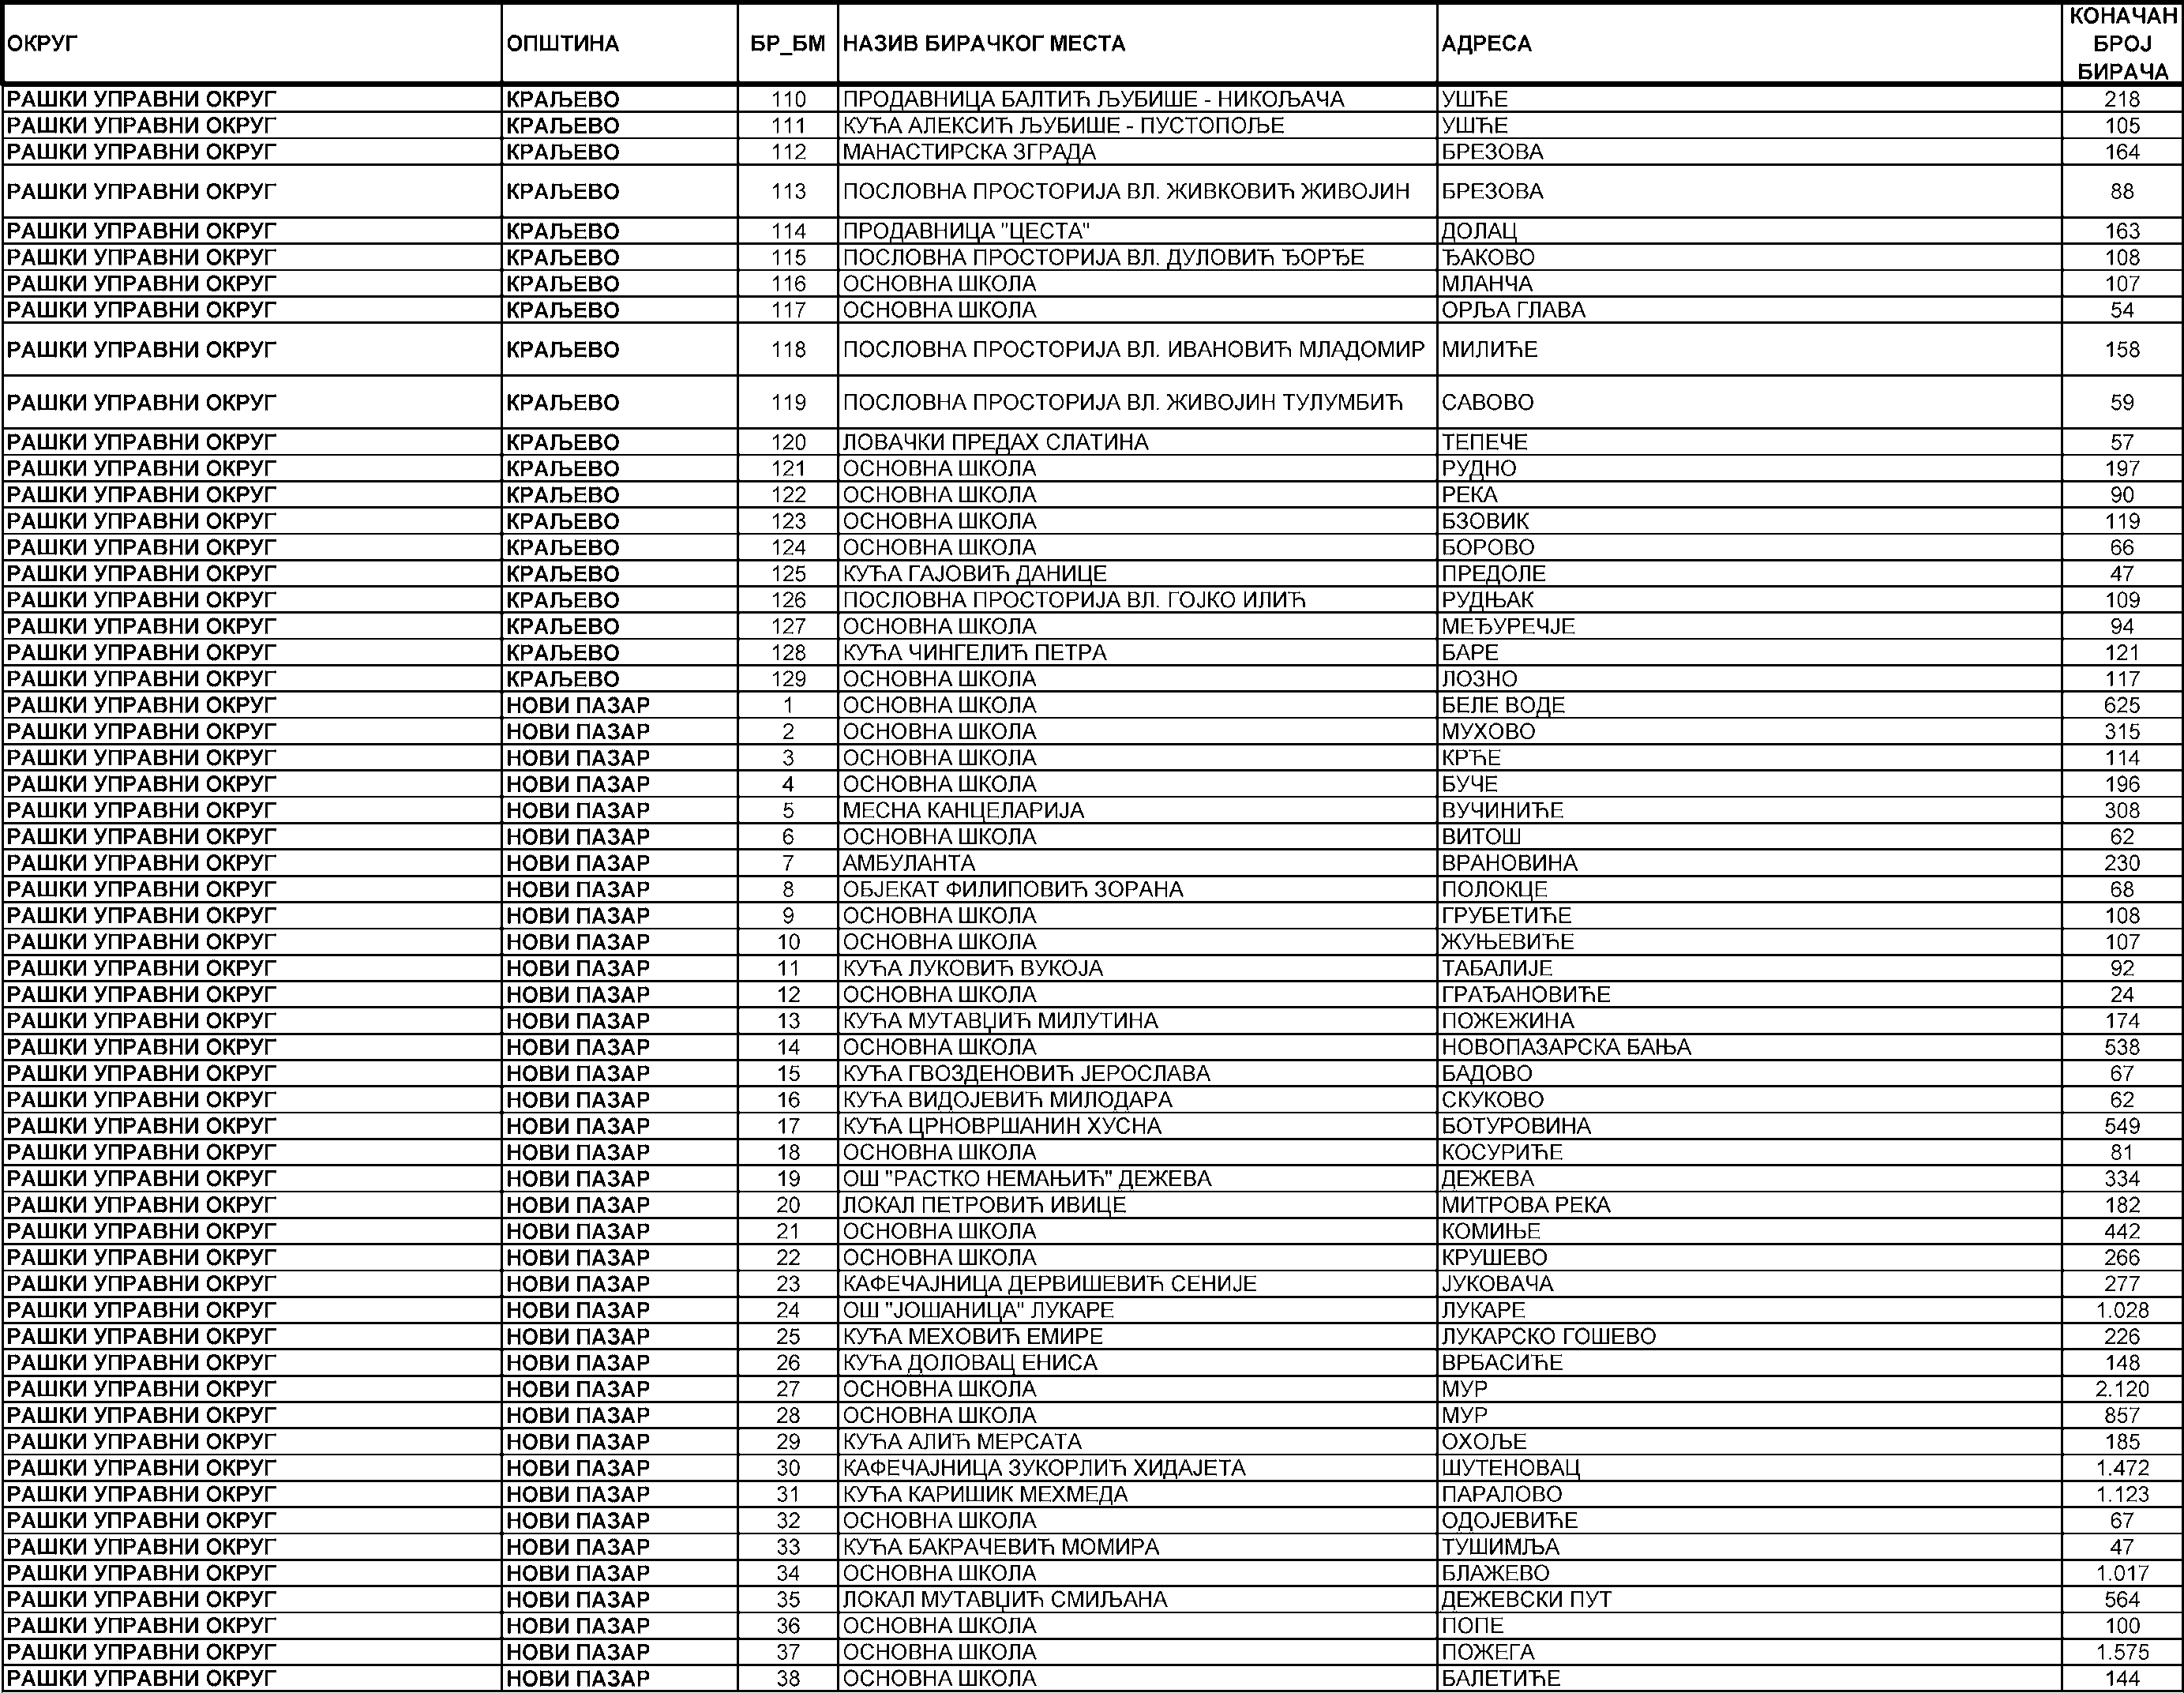 ОКРУГ ОПШТИНА БР_БМ НАЗИВ БИРАЧКОГ МЕСТА АДРЕСА КОНАЧАН БРОЈ БИРАЧА
РАШКИ УПРАВНИ ОКРУГ КРАЉЕВО 110 ПРОДАВНИЦА БАЛТИЋ ЉУБИШЕ - НИКОЉАЧА УШЋЕ 218
РАШКИ УПРАВНИ ОКРУГ КРАЉЕВО 111 КУЋА АЛЕКСИЋ ЉУБИШЕ - ПУСТОПОЉЕ УШЋЕ 105
РАШКИ УПРАВНИ ОКРУГ КРАЉЕВО 112 МАНАСТИРСКА ЗГРАДА БРЕЗОВА 164
РАШКИ УПРАВНИ ОКРУГ КРАЉЕВО 113 ПОСЛОВНА ПРОСТОРИЈА ВЛ. ЖИВКОВИЋ ЖИВОЈИН БРЕЗОВА 88
РАШКИ УПРАВНИ ОКРУГ КРАЉЕВО 114 ПРОДАВНИЦА "ЦЕСТА" ДОЛАЦ 163
РАШКИ УПРАВНИ ОКРУГ КРАЉЕВО 115 ПОСЛОВНА ПРОСТОРИЈА ВЛ. ДУЛОВИЋ ЂОРЂЕ ЂАКОВО 108
РАШКИ УПРАВНИ ОКРУГ КРАЉЕВО 116 ОСНОВНА ШКОЛА МЛАНЧА 107
РАШКИ УПРАВНИ ОКРУГ КРАЉЕВО 117 ОСНОВНА ШКОЛА ОРЉА ГЛАВА 54
РАШКИ УПРАВНИ ОКРУГ КРАЉЕВО 118 ПОСЛОВНА ПРОСТОРИЈА ВЛ. ИВАНОВИЋ МЛАДОМИР МИЛИЋЕ 158
РАШКИ УПРАВНИ ОКРУГ КРАЉЕВО 119 ПОСЛОВНА ПРОСТОРИЈА ВЛ. ЖИВОЈИН ТУЛУМБИЋ САВОВО 59
РАШКИ УПРАВНИ ОКРУГ КРАЉЕВО 120 ЛОВАЧКИ ПРЕДАХ СЛАТИНА ТЕПЕЧЕ 57
РАШКИ УПРАВНИ ОКРУГ КРАЉЕВО 121 ОСНОВНА ШКОЛА РУДНО 197
РАШКИ УПРАВНИ ОКРУГ КРАЉЕВО 122 ОСНОВНА ШКОЛА РЕКА 90
РАШКИ УПРАВНИ ОКРУГ КРАЉЕВО 123 ОСНОВНА ШКОЛА БЗОВИК 119
РАШКИ УПРАВНИ ОКРУГ КРАЉЕВО 124 ОСНОВНА ШКОЛА БОРОВО 66
РАШКИ УПРАВНИ ОКРУГ КРАЉЕВО 125 КУЋА ГАЈОВИЋ ДАНИЦЕ ПРЕДОЛЕ 47
РАШКИ УПРАВНИ ОКРУГ КРАЉЕВО 126 ПОСЛОВНА ПРОСТОРИЈА ВЛ. ГОЈКО ИЛИЋ РУДЊАК 109
РАШКИ УПРАВНИ ОКРУГ КРАЉЕВО 127 ОСНОВНА ШКОЛА МЕЂУРЕЧЈЕ 94
РАШКИ УПРАВНИ ОКРУГ КРАЉЕВО 128 КУЋА ЧИНГЕЛИЋ ПЕТРА БАРЕ 121
РАШКИ УПРАВНИ ОКРУГ КРАЉЕВО 129 ОСНОВНА ШКОЛА ЛОЗНО 117
РАШКИ УПРАВНИ ОКРУГ НОВИ ПАЗАР 1 ОСНОВНА ШКОЛА БЕЛЕ ВОДЕ 625
РАШКИ УПРАВНИ ОКРУГ НОВИ ПАЗАР 2 ОСНОВНА ШКОЛА МУХОВО 315
РАШКИ УПРАВНИ ОКРУГ НОВИ ПАЗАР 3 ОСНОВНА ШКОЛА КРЋЕ 114
РАШКИ УПРАВНИ ОКРУГ НОВИ ПАЗАР 4 ОСНОВНА ШКОЛА БУЧЕ 196
РАШКИ УПРАВНИ ОКРУГ НОВИ ПАЗАР 5 МЕСНА КАНЦЕЛАРИЈА ВУЧИНИЋЕ 308
РАШКИ УПРАВНИ ОКРУГ НОВИ ПАЗАР 6 ОСНОВНА ШКОЛА ВИТОШ 62
РАШКИ УПРАВНИ ОКРУГ НОВИ ПАЗАР 7 АМБУЛАНТА ВРАНОВИНА 230
РАШКИ УПРАВНИ ОКРУГ НОВИ ПАЗАР 8 ОБЈЕКАТ ФИЛИПОВИЋ ЗОРАНА ПОЛОКЦЕ 68
РАШКИ УПРАВНИ ОКРУГ НОВИ ПАЗАР 9 ОСНОВНА ШКОЛА ГРУБЕТИЋЕ 108
РАШКИ УПРАВНИ ОКРУГ НОВИ ПАЗАР 10 ОСНОВНА ШКОЛА ЖУЊЕВИЋЕ 107
РАШКИ УПРАВНИ ОКРУГ НОВИ ПАЗАР 11 КУЋА ЛУКОВИЋ ВУКОЈА ТАБАЛИЈЕ 92
РАШКИ УПРАВНИ ОКРУГ НОВИ ПАЗАР 12 ОСНОВНА ШКОЛА ГРАЂАНОВИЋЕ 24
РАШКИ УПРАВНИ ОКРУГ НОВИ ПАЗАР 13 КУЋА МУТАВЏИЋ МИЛУТИНА ПОЖЕЖИНА 174
РАШКИ УПРАВНИ ОКРУГ НОВИ ПАЗАР 14 ОСНОВНА ШКОЛА НОВОПАЗАРСКА БАЊА 538
РАШКИ УПРАВНИ ОКРУГ НОВИ ПАЗАР 15 КУЋА ГВОЗДЕНОВИЋ ЈЕРОСЛАВА БАДОВО 67
РАШКИ УПРАВНИ ОКРУГ НОВИ ПАЗАР 16 КУЋА ВИДОЈЕВИЋ МИЛОДАРА СКУКОВО 62
РАШКИ УПРАВНИ ОКРУГ НОВИ ПАЗАР 17 КУЋА ЦРНОВРШАНИН ХУСНА БОТУРОВИНА 549
РАШКИ УПРАВНИ ОКРУГ НОВИ ПАЗАР 18 ОСНОВНА ШКОЛА КОСУРИЋЕ 81
РАШКИ УПРАВНИ ОКРУГ НОВИ ПАЗАР 19 ОШ "РАСТКО НЕМАЊИЋ" ДЕЖЕВА ДЕЖЕВА 334
РАШКИ УПРАВНИ ОКРУГ НОВИ ПАЗАР 20 ЛОКАЛ ПЕТРОВИЋ ИВИЦЕ МИТРОВА РЕКА 182
РАШКИ УПРАВНИ ОКРУГ НОВИ ПАЗАР 21 ОСНОВНА ШКОЛА КОМИЊЕ 442
РАШКИ УПРАВНИ ОКРУГ НОВИ ПАЗАР 22 ОСНОВНА ШКОЛА КРУШЕВО 266
РАШКИ УПРАВНИ ОКРУГ НОВИ ПАЗАР 23 КАФЕЧАЈНИЦА ДЕРВИШЕВИЋ СЕНИЈЕ ЈУКОВАЧА 277
РАШКИ УПРАВНИ ОКРУГ НОВИ ПАЗАР 24 ОШ "ЈОШАНИЦА" ЛУКАРЕ ЛУКАРЕ 1.028
РАШКИ УПРАВНИ ОКРУГ НОВИ ПАЗАР 25 КУЋА МЕХОВИЋ ЕМИРЕ ЛУКАРСКО ГОШЕВО 226
РАШКИ УПРАВНИ ОКРУГ НОВИ ПАЗАР 26 КУЋА ДОЛОВАЦ ЕНИСА ВРБАСИЋЕ 148
РАШКИ УПРАВНИ ОКРУГ НОВИ ПАЗАР 27 ОСНОВНА ШКОЛА МУР 2.120
РАШКИ УПРАВНИ ОКРУГ НОВИ ПАЗАР 28 ОСНОВНА ШКОЛА МУР 857
РАШКИ УПРАВНИ ОКРУГ НОВИ ПАЗАР 29 КУЋА АЛИЋ МЕРСАТА ОХОЉЕ 185
РАШКИ УПРАВНИ ОКРУГ НОВИ ПАЗАР 30 КАФЕЧАЈНИЦА ЗУКОРЛИЋ ХИДАЈЕТА ШУТЕНОВАЦ 1.472
РАШКИ УПРАВНИ ОКРУГ НОВИ ПАЗАР 31 КУЋА КАРИШИК МЕХМЕДА ПАРАЛОВО 1.123
РАШКИ УПРАВНИ ОКРУГ НОВИ ПАЗАР 32 ОСНОВНА ШКОЛА ОДОЈЕВИЋЕ 67
РАШКИ УПРАВНИ ОКРУГ НОВИ ПАЗАР 33 КУЋА БАКРАЧЕВИЋ МОМИРА ТУШИМЉА 47
РАШКИ УПРАВНИ ОКРУГ НОВИ ПАЗАР 34 ОСНОВНА ШКОЛА БЛАЖЕВО 1.017
РАШКИ УПРАВНИ ОКРУГ НОВИ ПАЗАР 35 ЛОКАЛ МУТАВЏИЋ СМИЉАНА ДЕЖЕВСКИ ПУТ 564
РАШКИ УПРАВНИ ОКРУГ НОВИ ПАЗАР 36 ОСНОВНА ШКОЛА ПОПЕ 100
РАШКИ УПРАВНИ ОКРУГ НОВИ ПАЗАР 37 ОСНОВНА ШКОЛА ПОЖЕГА 1.575
РАШКИ УПРАВНИ ОКРУГ НОВИ ПАЗАР 38 ОСНОВНА ШКОЛА БАЛЕТИЋЕ 144